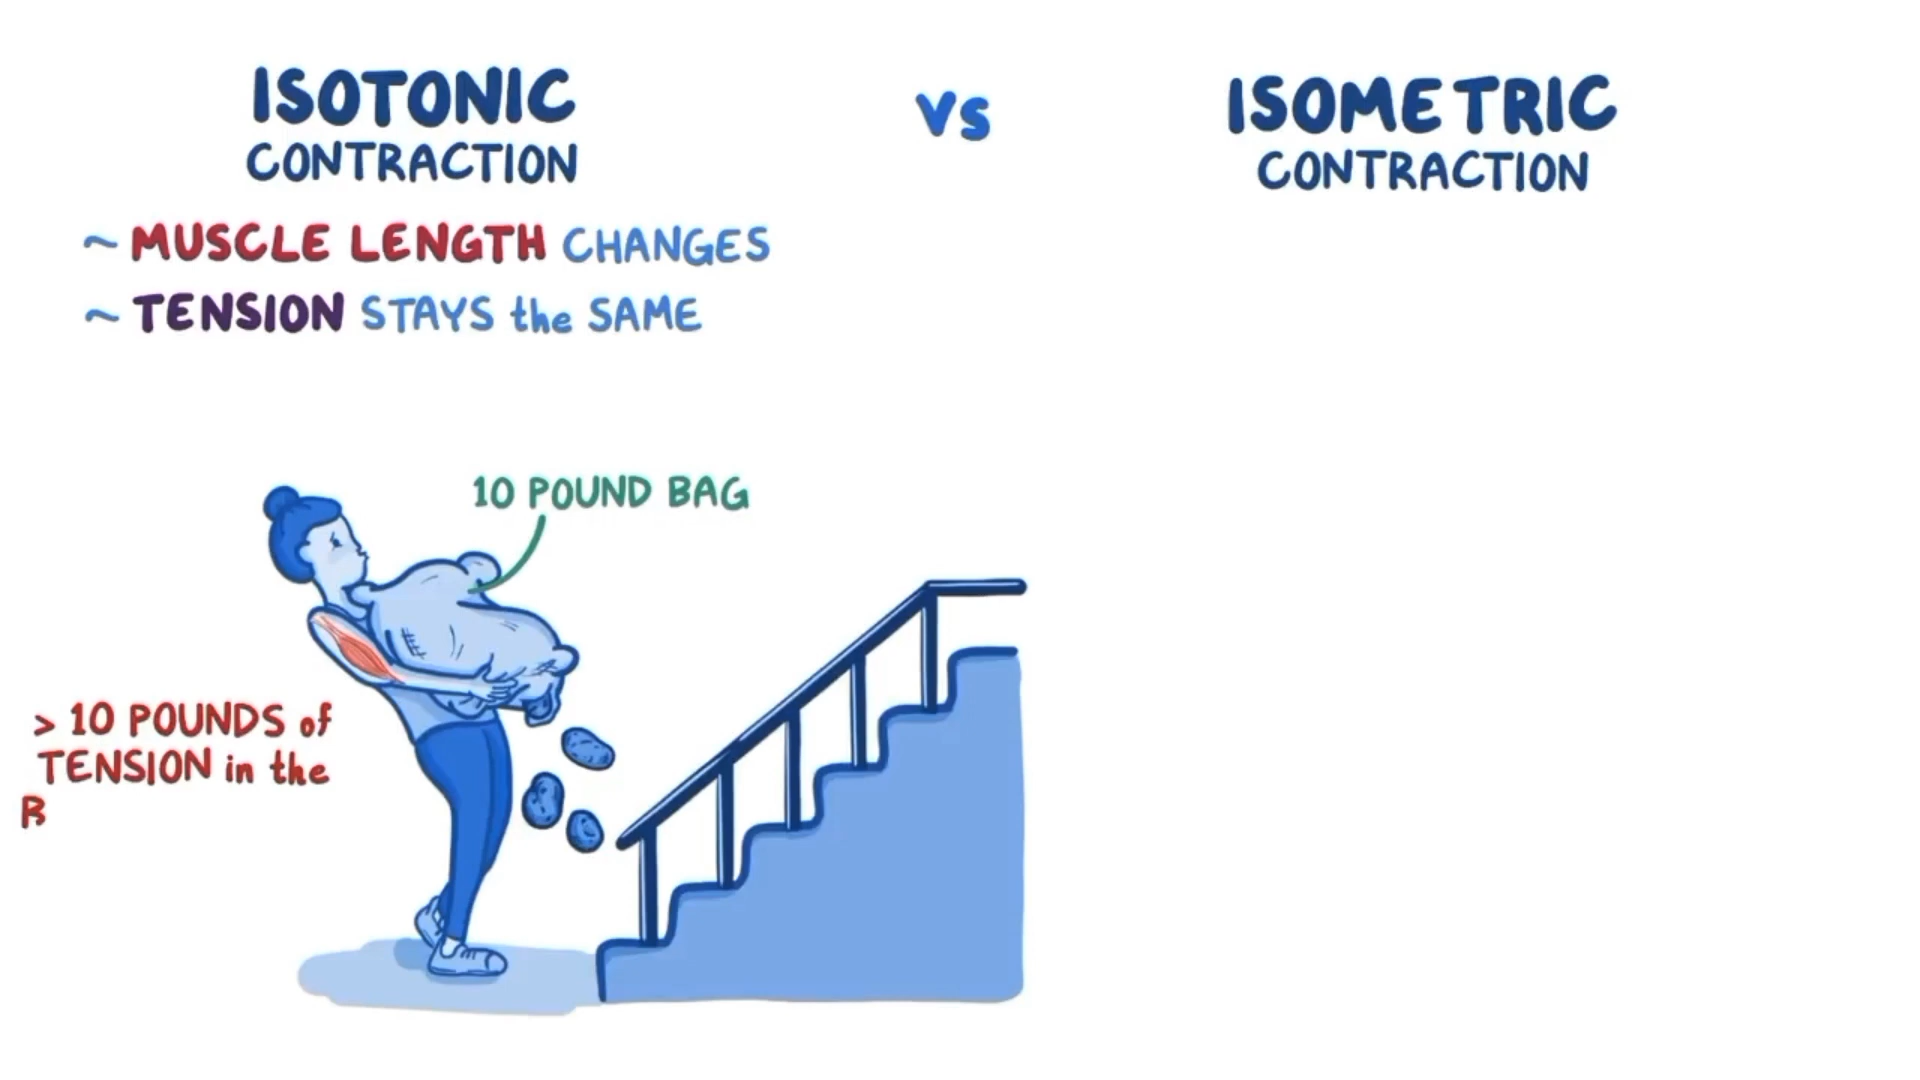 ISOTONIC
CONTRACTION
vs
ISOMETRIC
CONTRACTION
~ MUSCLE LENGTH CHANGES
~ TENSION STAYS the SAME
10 POUND BAG
> 10 POUNDS of
TENSION in the
B